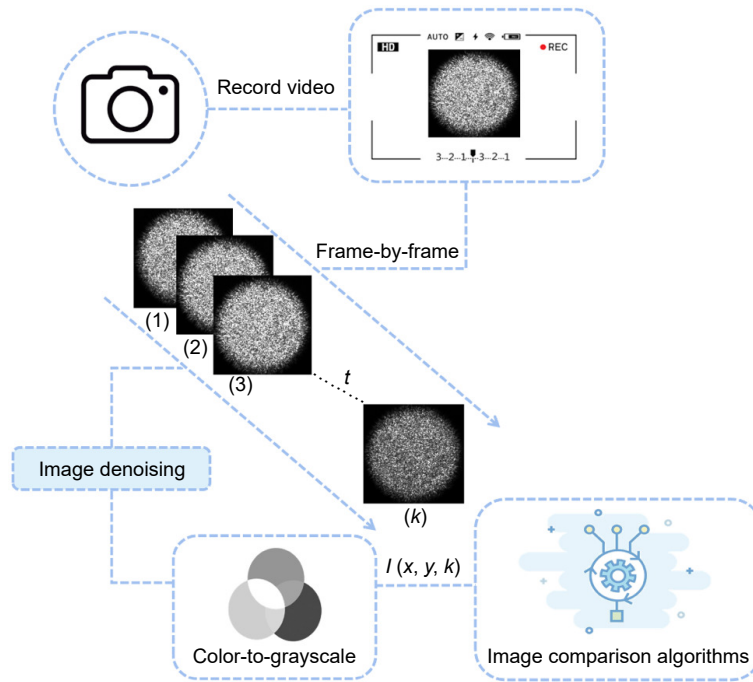 AUTO
HD
REC
Record video
3...2...1...3...2...1
Frame-by-frame
(1)
(2)
(3)
t
Image denoising
(k)
I (x, y, k)
Color-to-grayscale
Image comparison algorithms